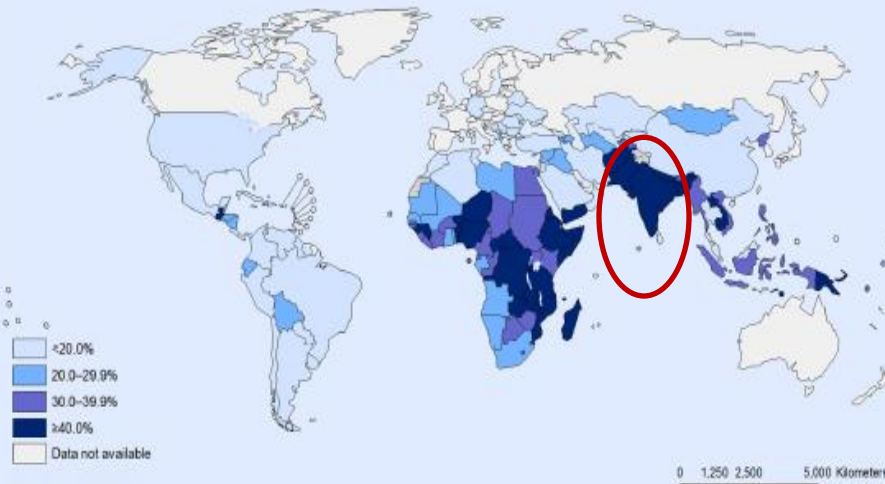 <20.0%
20.0–29.9%
30.0–39.9%
≥40.0%
Data not available
0 1,250 2,500 5,000 Kilometers